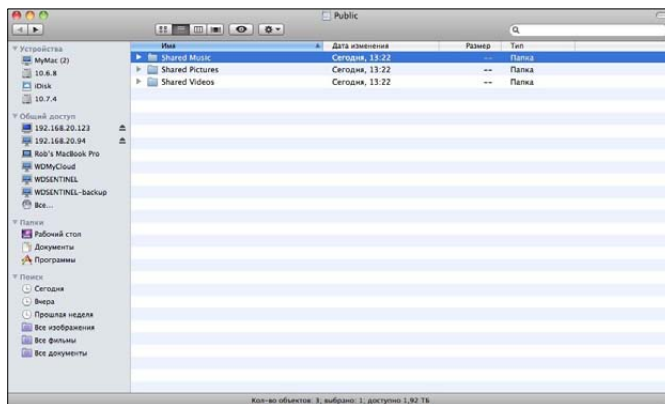 Public
Имя Дата изменения Размер Тип
Shared Music Сегодня, 13:22 -- Папка
Shared Pictures Сегодня, 13:22 -- Папка
Shared Videos Сегодня, 13:22 -- Папка
Устройства
MyMac (2)
10.6.8
iDisk
10.7.4
Общий доступ
192.168.20.123
192.168.20.94
Rob's MacBook Pro
WDMyCloud
WDSENTINEL
WDSENTINEL-backup
Все...
Папки
Рабочий стол
Документы
Программы
Поиск
Сегодня
Вчера
Прошлая неделя
Все изображения
Все фильмы
Все документы
Кол-во объектов: 3; выбрано: 1; доступно 1,92 ТБ